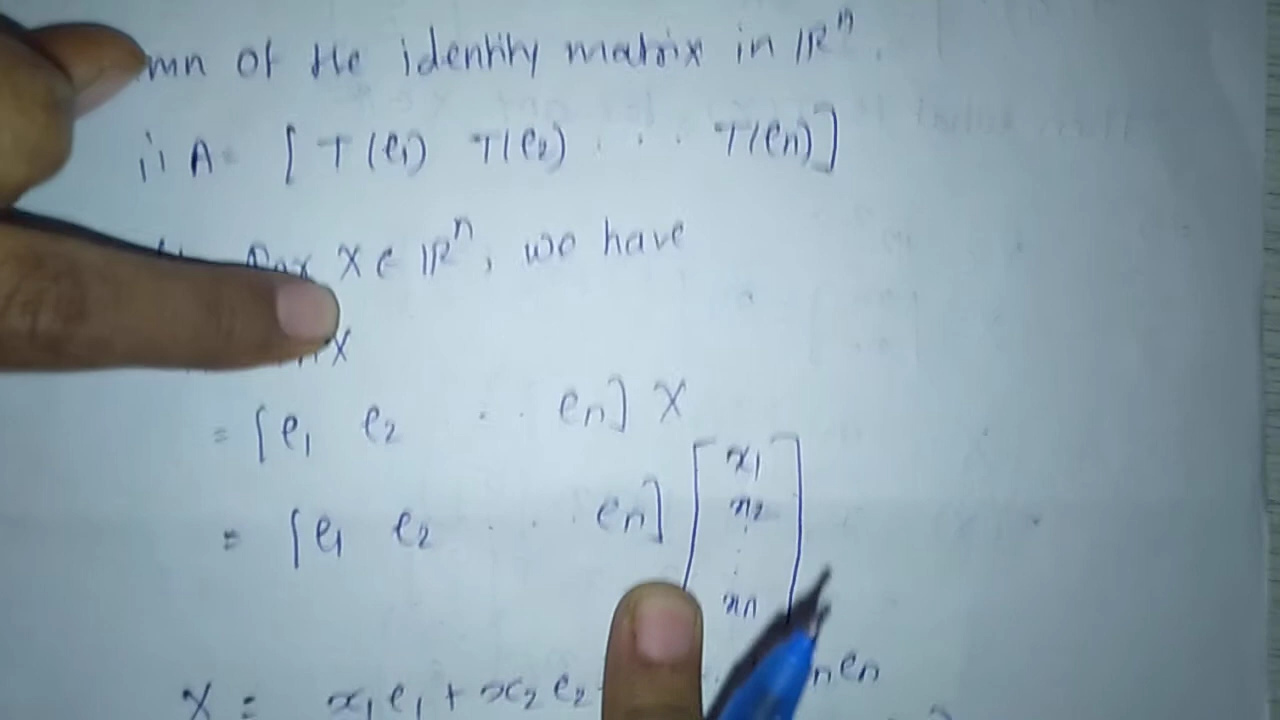 mn of the identity matrix in ℝⁿ.
A = [ T(e₁) T(e₂) . . . T(en)]
x ∈ ℝⁿ, we have
X
= [e₁ e₂ . . en] X
= [e₁ e₂ . . en] [x₁ x₂ ⋮ xn]
X = x₁e₁ + x₂e₂ nen